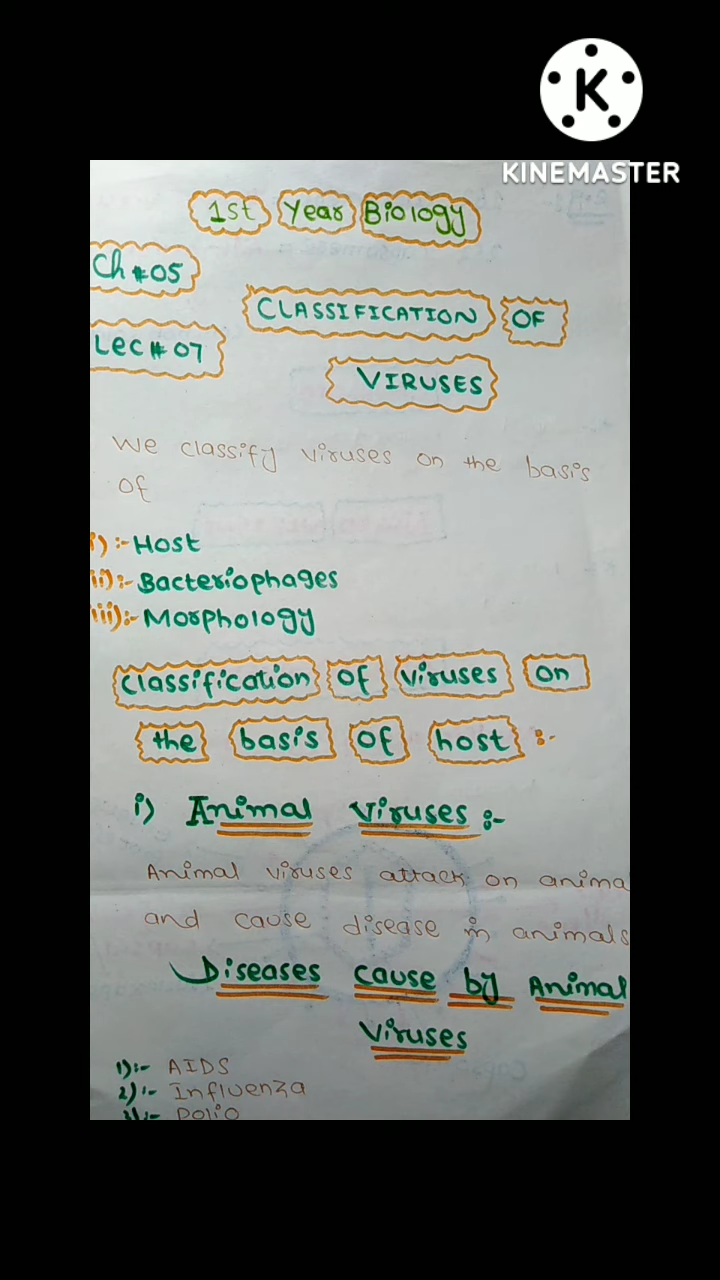 K
KINEMASTER
1st Year Biology
Ch # 05
CLASSIFICATION OF
Lec # 07
VIRUSES
We classify viruses on the basis
of
i) :- Host
ii) :- Bacteriophages
iii) :- Morphology
Classification of viruses on
the basis of host :-
i) Animal Viruses :-
Animal viruses attack on anima
and cause disease in animals
Diseases cause by Animal
Viruses
1) :- AIDS
2) :- Influenza
3) :- Polio